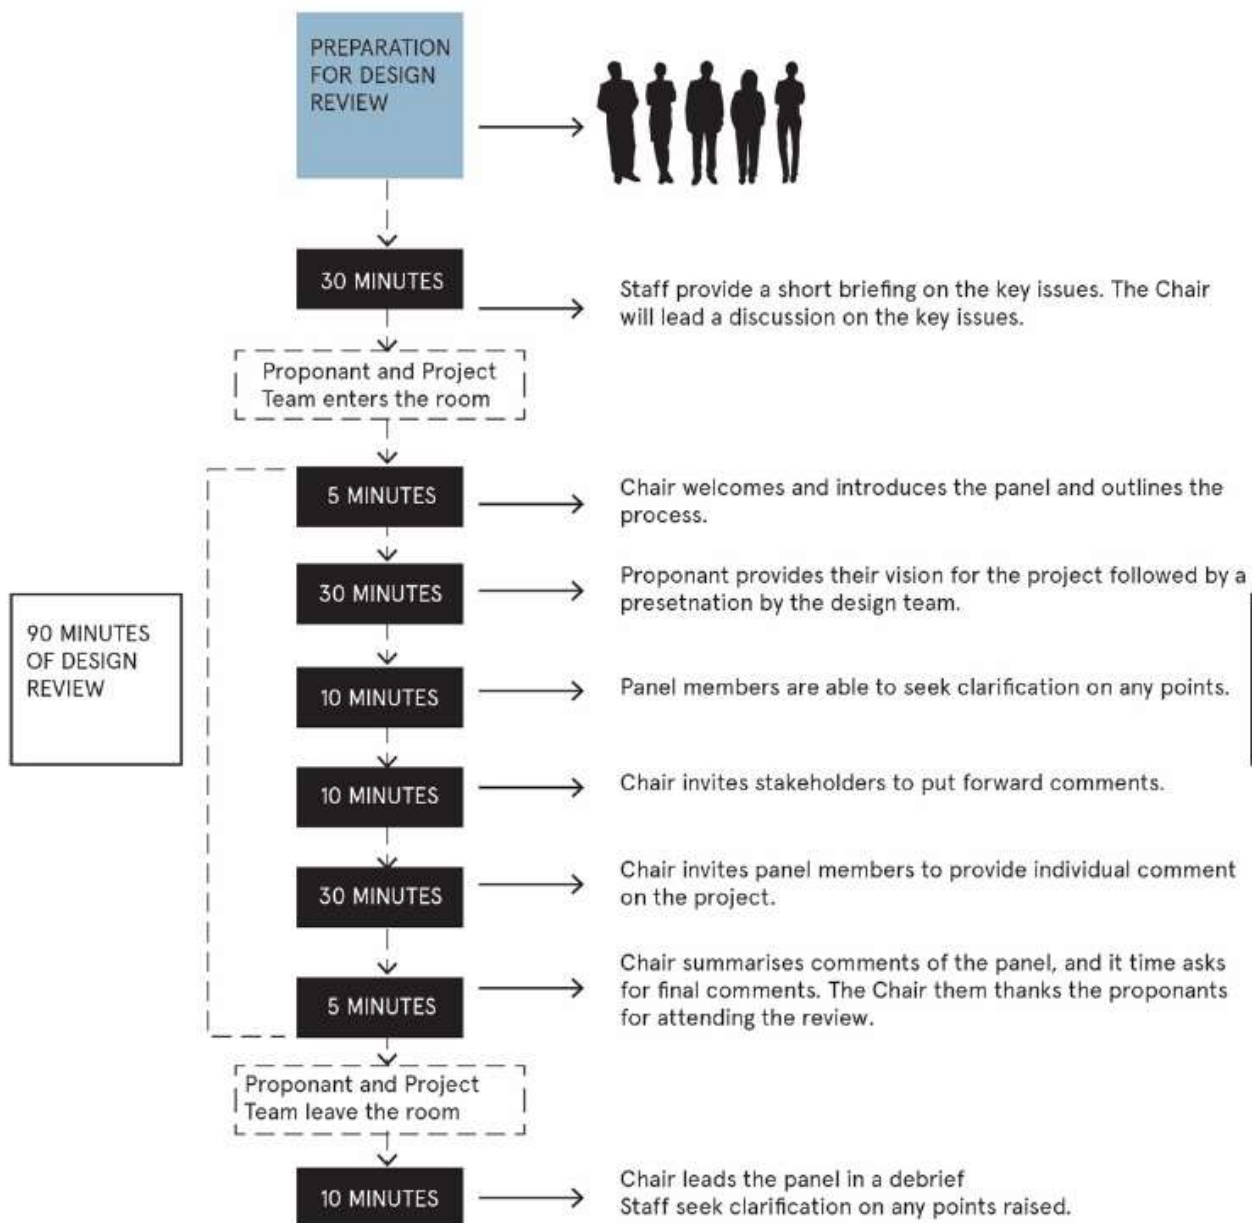 PREPARATION
FOR DESIGN
REVIEW
30 MINUTES
Staff provide a short briefing on the key issues. The Chair
will lead a discussion on the key issues.
Proponant and Project
Team enters the room
90 MINUTES
OF DESIGN
REVIEW
5 MINUTES
Chair welcomes and introduces the panel and outlines the
process.
30 MINUTES
Proponant provides their vision for the project followed by a
presetnation by the design team.
10 MINUTES
Panel members are able to seek clarification on any points.
10 MINUTES
Chair invites stakeholders to put forward comments.
30 MINUTES
Chair invites panel members to provide individual comment
on the project.
5 MINUTES
Chair summarises comments of the panel, and it time asks
for final comments. The Chair them thanks the proponants
for attending the review.
Proponant and Project
Team leave the room
10 MINUTES
Chair leads the panel in a debrief
Staff seek clarification on any points raised.